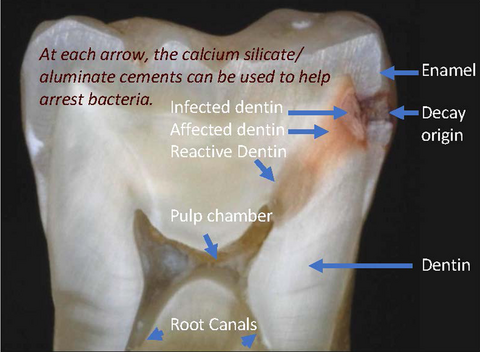 At each arrow, the calcium silicate/
aluminate cements can be used to help
arrest bacteria.
Enamel
Infected dentin
Decay
origin
Affected dentin
Reactive Dentin
Pulp chamber
Dentin
Root Canals